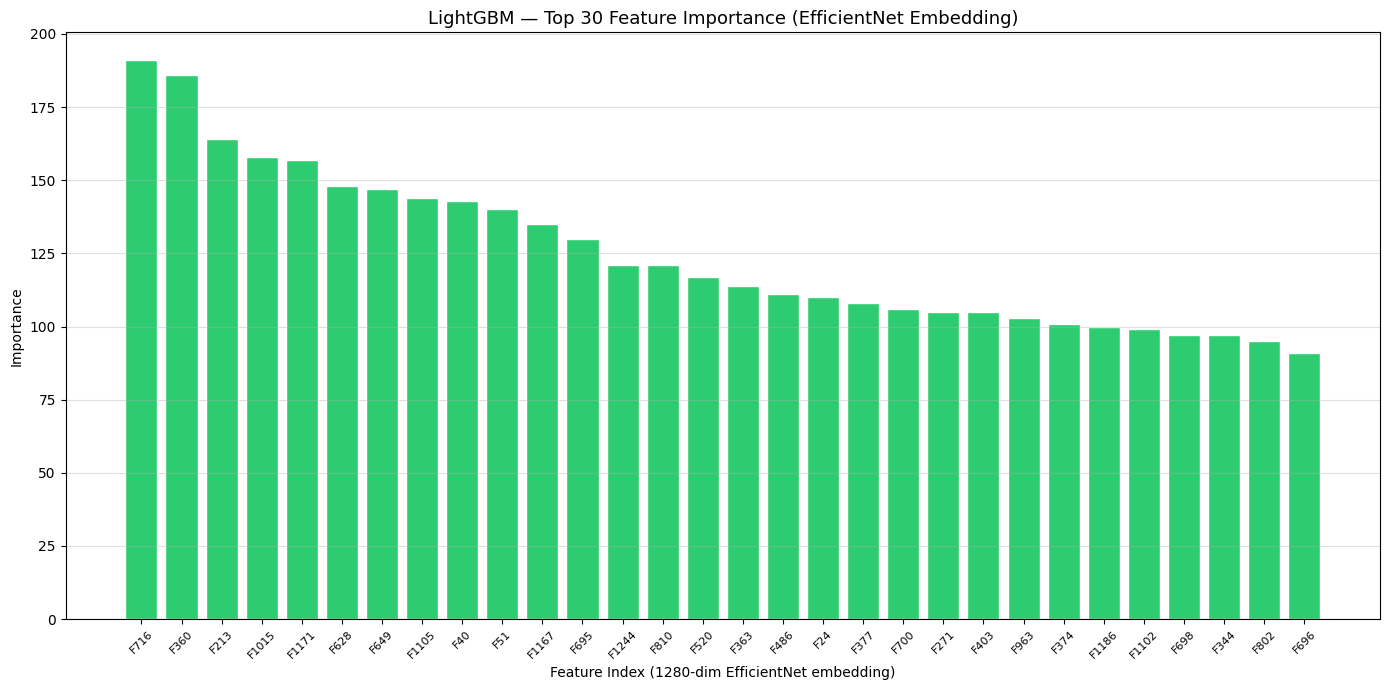 LightGBM — Top 30 Feature Importance (EfficientNet Embedding)
Importance
200
175
150
125
100
75
50
25
0
F716 F360 F213 F1015 F1171 F628 F649 F1105 F40 F51 F1167 F695 F1244 F810 F520 F363 F486 F24 F377 F700 F271 F403 F963 F374 F1186 F1102 F698 F344 F802 F696
Feature Index (1280-dim EfficientNet embedding)